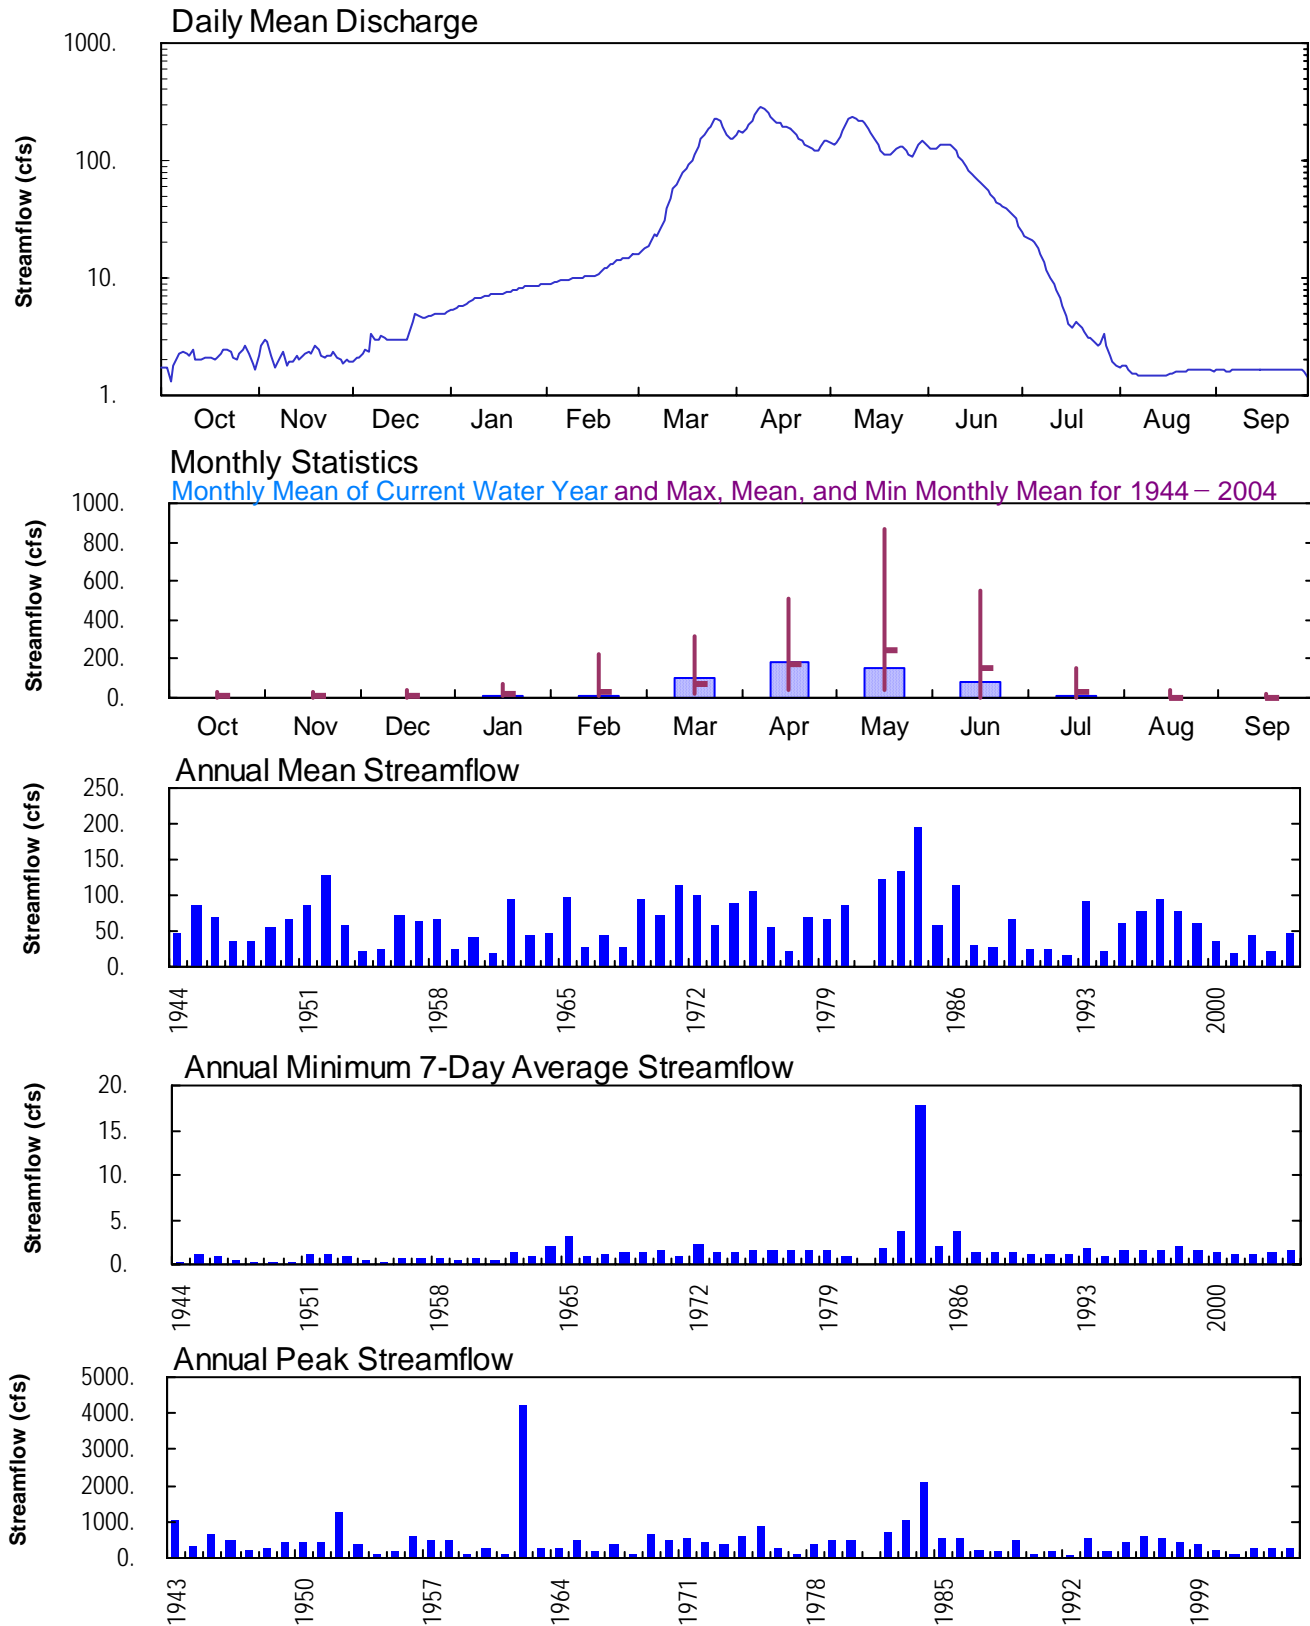 Daily Mean Discharge
1000.
100.
10.
1.
Streamflow (cfs)
Oct Nov Dec Jan Feb Mar Apr May Jun Jul Aug Sep
Monthly Statistics
Monthly Mean of Current Water Year and Max, Mean, and Min Monthly Mean for 1944 – 2004
1000.
800.
600.
400.
200.
0.
Streamflow (cfs)
Oct Nov Dec Jan Feb Mar Apr May Jun Jul Aug Sep
Annual Mean Streamflow
250.
200.
150.
100.
50.
0.
Streamflow (cfs)
1944 1951 1958 1965 1972 1979 1986 1993 2000
Annual Minimum 7-Day Average Streamflow
20.
15.
10.
5.
0.
Streamflow (cfs)
1944 1951 1958 1965 1972 1979 1986 1993 2000
Annual Peak Streamflow
5000.
4000.
3000.
2000.
1000.
0.
Streamflow (cfs)
1943 1950 1957 1964 1971 1978 1985 1992 1999